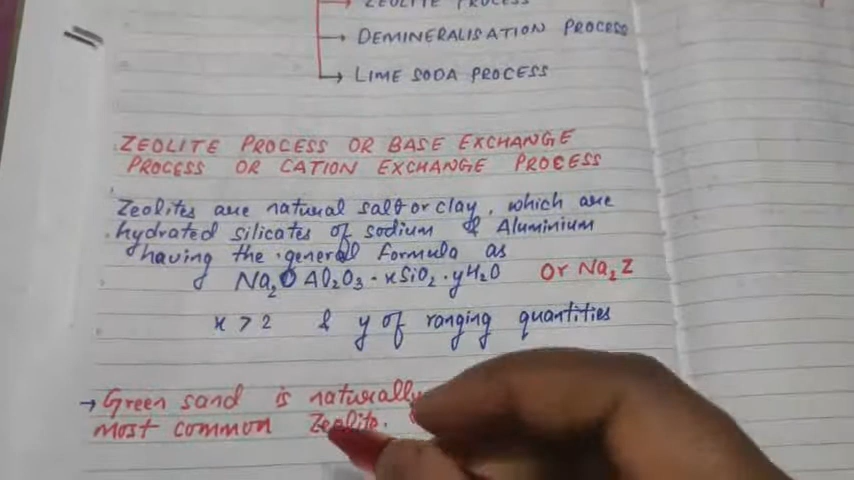 ZEOLITE PROCESS
DEMINERALISATION PROCESS
LIME SODA PROCESS
ZEOLITE PROCESS OR BASE EXCHANGE
PROCESS OR CATION EXCHANGE PROCESS
Zeolites are natural salt or clay, which are
hydrated silicates of sodium & Aluminium
having the general formula as
Na₂O Al₂O₃·xSiO₂·yH₂O Or Na₂Z
x > 2 & y of ranging quantities
→ Green sand is naturally
most common Zeolite.